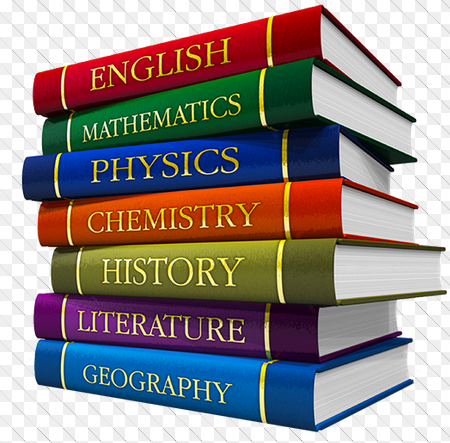 ENGLISH
MATHEMATICS
PHYSICS
CHEMISTRY
HISTORY
LITERATURE
GEOGRAPHY